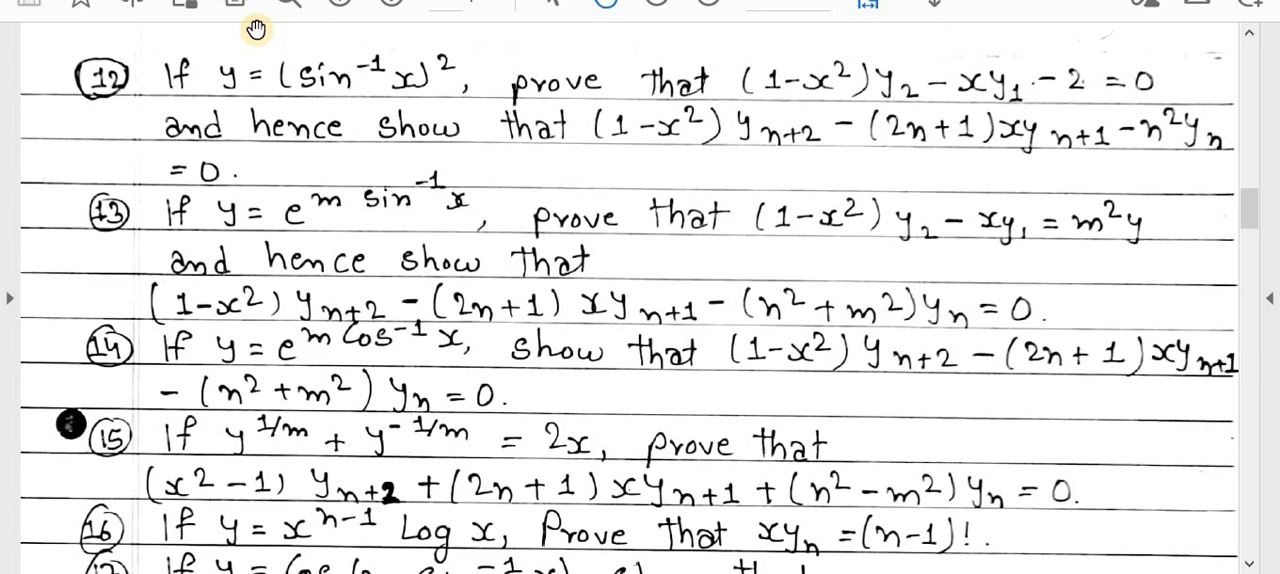 (12) If y = (sin⁻¹ x)², prove that (1-x²)y₂ - xy₁ - 2 = 0
and hence show that (1-x²) yₙ₊₂ - (2n+1)xy ₙ₊₁ - n²yₙ
= 0.
(13) If y = e^(m sin⁻¹ x), prove that (1-x²) y₂ - xy₁ = m²y
and hence show that
(1-x²) yₙ₊₂ - (2n+1) xyₙ₊₁ - (n²+m²)yₙ = 0.
(14) If y = e^(m Cos⁻¹ x), show that (1-x²) yₙ₊₂ - (2n+1)xyₙ₊₁
- (n²+m²) yₙ = 0.
(15) If y^(1/m) + y^(-1/m) = 2x, prove that
(x²-1) yₙ₊₂ + (2n+1) xyₙ₊₁ + (n²-m²)yₙ = 0.
(16) If y = xⁿ⁻¹ Log x, Prove that xyₙ = (n-1)!.